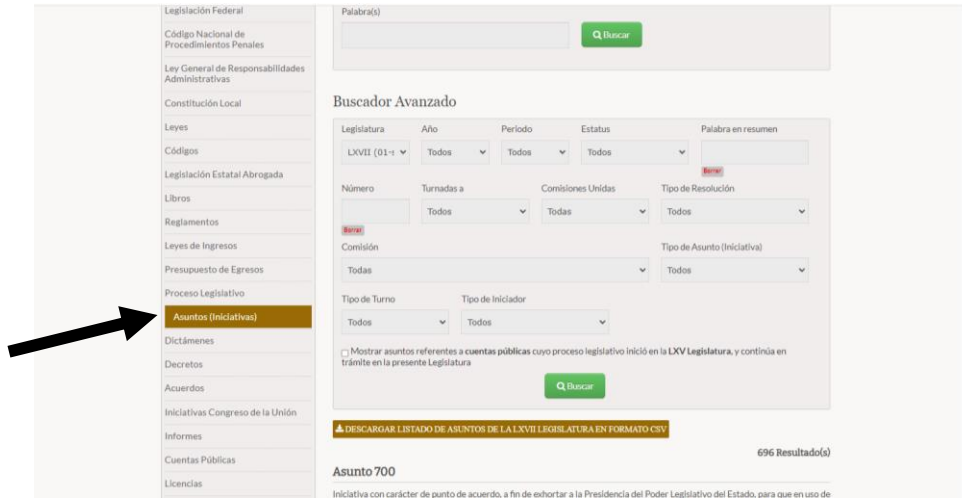 Legislación Federal
Código Nacional de
Procedimientos Penales
Ley General de Responsabilidades
Administrativas
Constitución Local
Leyes
Códigos
Legislación Estatal Abrogada
Libros
Reglamentos
Leyes de Ingresos
Presupuesto de Egresos
Proceso Legislativo
Asuntos (Iniciativas)
Dictámenes
Decretos
Acuerdos
Iniciativas Congreso de la Unión
Informes
Cuentas Públicas
Licencias
Palabra(s)
Buscar
Buscador Avanzado
Legislatura Año Periodo Estatus Palabra en resumen
LXVII (01-s Todos Todos Todos
Borrar
Número Turnadas a Comisiones Unidas Tipo de Resolución
Todos Todas Todos
Borrar
Comisión Tipo de Asunto (Iniciativa)
Todas Todos
Tipo de Turno Tipo de Iniciador
Todos Todos
Mostrar asuntos referentes a cuentas públicas cuyo proceso legislativo inició en la LXV Legislatura, y continúa en
trámite en la presente Legislatura
Buscar
DESCARGAR LISTADO DE ASUNTOS DE LA LXVII LEGISLATURA EN FORMATO CSV
696 Resultado(s)
Asunto 700
Iniciativa con carácter de punto de acuerdo, a fin de exhortar a la Presidencia del Poder Legislativo del Estado, para que en uso de